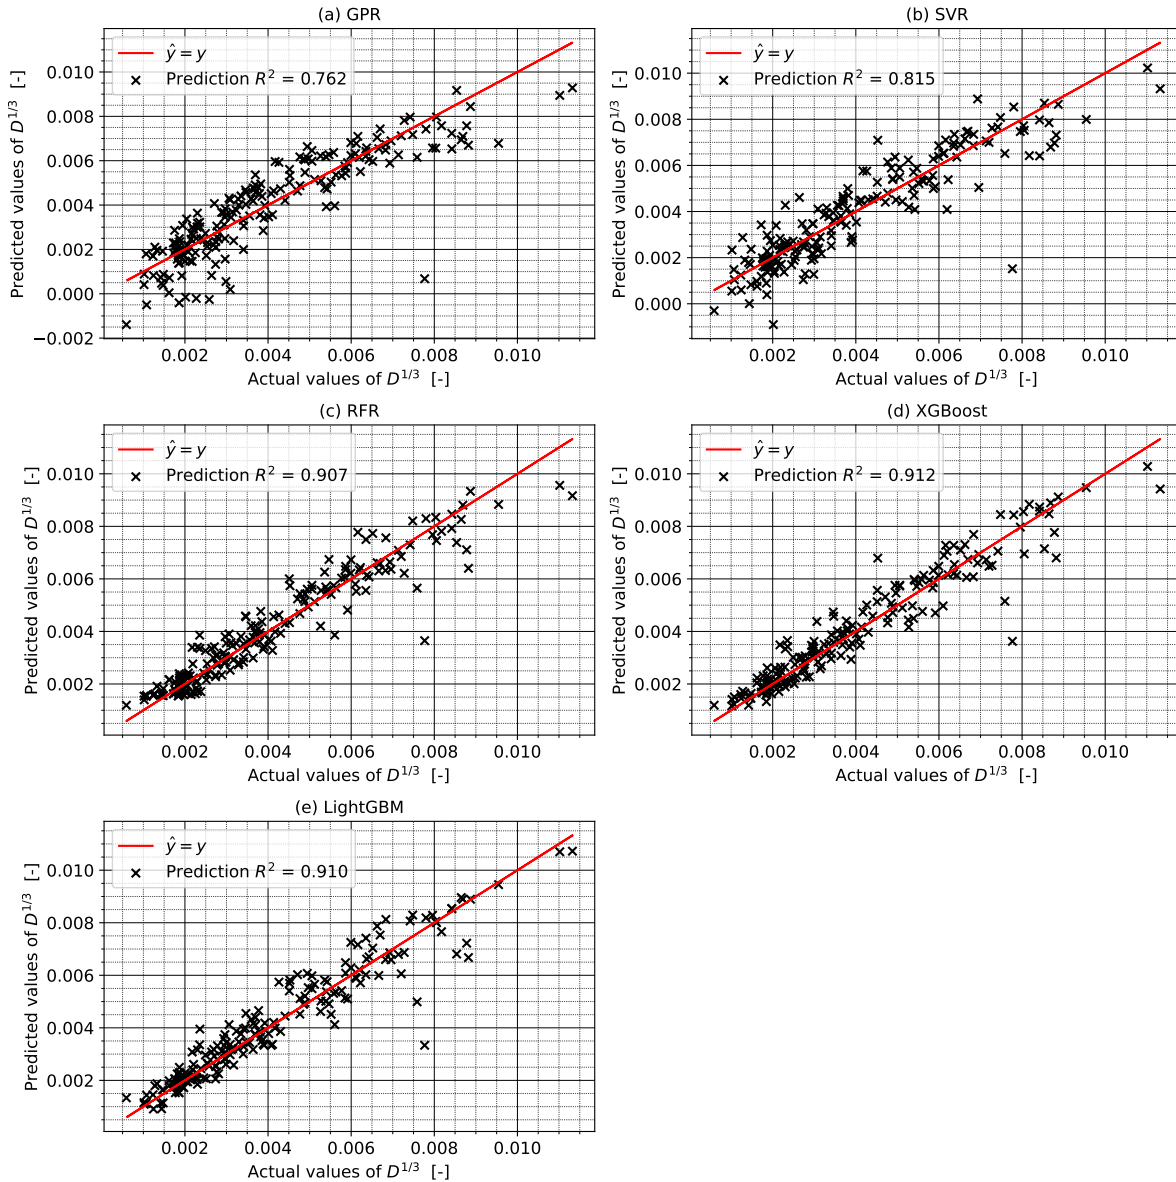 (a) GPR
ŷ = y
Prediction R² = 0.762
Predicted values of D^{1/3} [-]
0.010
0.008
0.006
0.004
0.002
0.000
−0.002
0.002 0.004 0.006 0.008 0.010
Actual values of D^{1/3} [-]
(b) SVR
ŷ = y
Prediction R² = 0.815
Predicted values of D^{1/3} [-]
0.010
0.008
0.006
0.004
0.002
0.000
0.002 0.004 0.006 0.008 0.010
Actual values of D^{1/3} [-]
(c) RFR
ŷ = y
Prediction R² = 0.907
Predicted values of D^{1/3} [-]
0.010
0.008
0.006
0.004
0.002
0.002 0.004 0.006 0.008 0.010
Actual values of D^{1/3} [-]
(d) XGBoost
ŷ = y
Prediction R² = 0.912
Predicted values of D^{1/3} [-]
0.010
0.008
0.006
0.004
0.002
0.002 0.004 0.006 0.008 0.010
Actual values of D^{1/3} [-]
(e) LightGBM
ŷ = y
Prediction R² = 0.910
Predicted values of D^{1/3} [-]
0.010
0.008
0.006
0.004
0.002
0.002 0.004 0.006 0.008 0.010
Actual values of D^{1/3} [-]